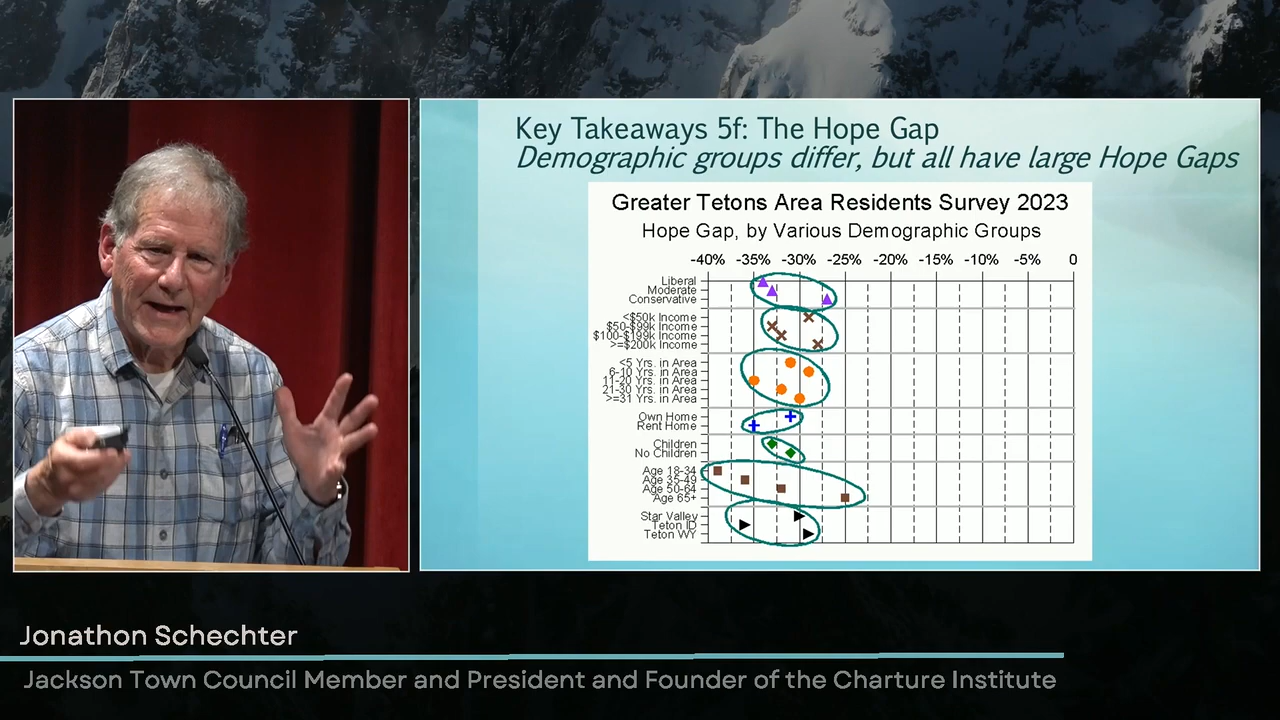 Key Takeaways 5f: The Hope Gap
Demographic groups differ, but all have large Hope Gaps
Greater Tetons Area Residents Survey 2023
Hope Gap, by Various Demographic Groups
-40% -35% -30% -25% -20% -15% -10% -5% 0
Liberal
Moderate
Conservative
<$50k Income
$50-$99k Income
$100-$199k Income
>=$200k Income
<5 Yrs. in Area
6-10 Yrs. in Area
11-20 Yrs. in Area
21-30 Yrs. in Area
>=31 Yrs. in Area
Own Home
Rent Home
Children
No Children
Age 18-34
Age 35-49
Age 50-64
Age 65+
Star Valley
Teton ID
Teton WY
Jonathon Schechter
Jackson Town Council Member and President and Founder of the Charture Institute